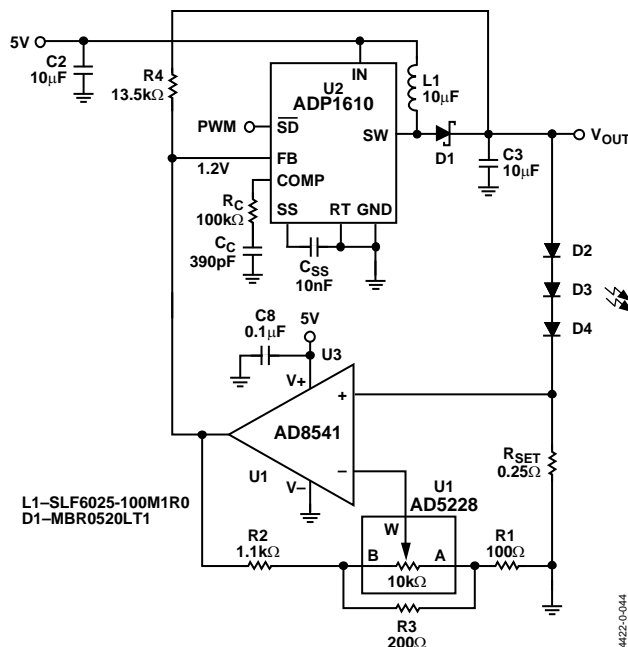 5V
C2
10μF
R4
13.5kΩ
IN
U2
ADP1610
L1
10μF
PWM
SD
SW
VOUT
D1
C3
10μF
FB
1.2V
COMP
RC
100kΩ
SS
RT
GND
CC
390pF
CSS
10nF
D2
D3
D4
C8
0.1μF
5V
U3
V+
+
AD8541
RSET
0.25Ω
–
U1
V–
U1
AD5228
L1–SLF6025-100M1R0
D1–MBR0520LT1
W
R2
1.1kΩ
B
A
R1
100Ω
10kΩ
R3
200Ω
4422-0-044